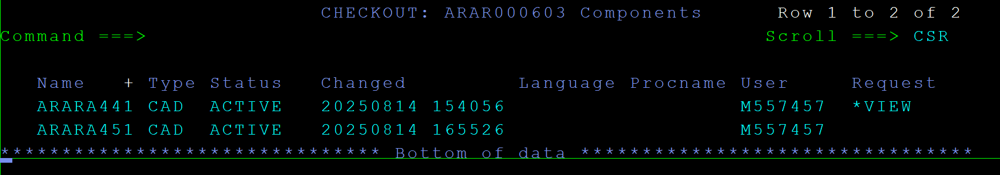 CHECKOUT: ARAR000603 Components Row 1 to 2 of 2
Command ===> Scroll ===> CSR
Name + Type Status Changed Language Procname User Request
ARARA441 CAD ACTIVE 20250814 154056 M557457 *VIEW
ARARA451 CAD ACTIVE 20250814 165526 M557457
******************************* Bottom of data ********************************